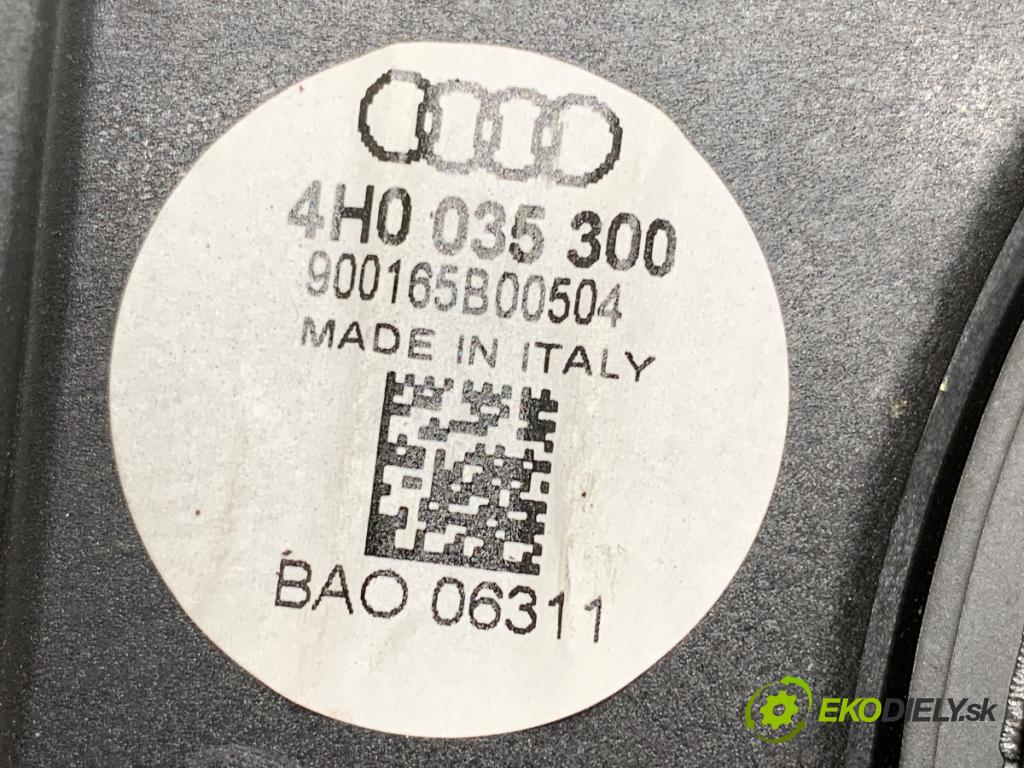 4H0 035 300
900165B00504
MADE IN ITALY
BAO 06311
EKODIELY.sk